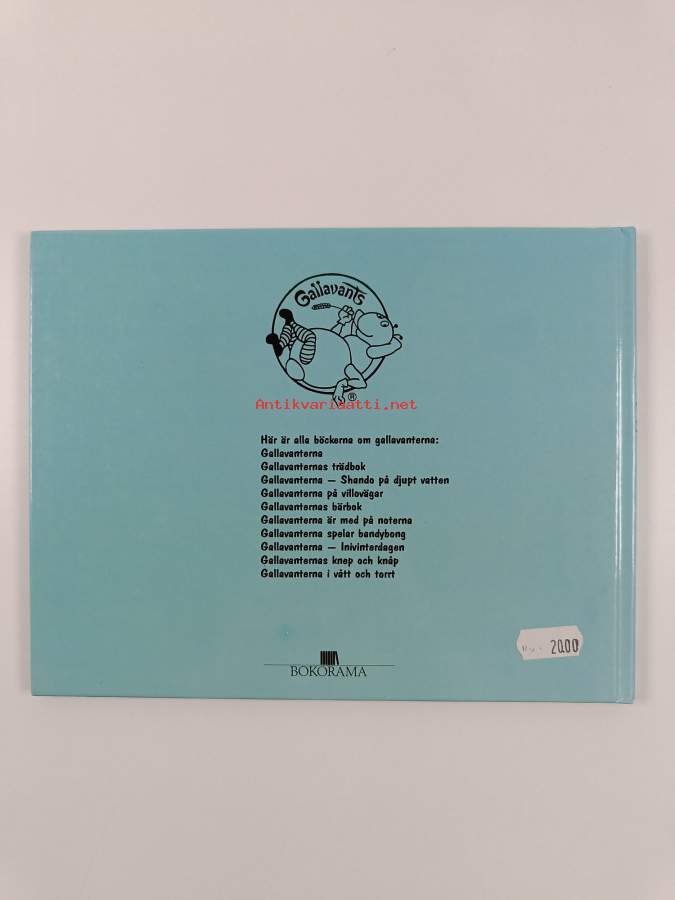 Gallavants
®
Antikvariaatti.net
Här är alla böckerna om gallavanterna:
Gallavanterna
Gallavanternas trädbok
Gallavanterna — Shando på djupt vatten
Gallavanterna på villovägar
Gallavanternas bärbok
Gallavanterna är med på noterna
Gallavanterna spelar bandybong
Gallavanterna — Inivinterdagen
Gallavanternas knep och knåp
Gallavanterna i vått och torrt
2000
BOKORAMA